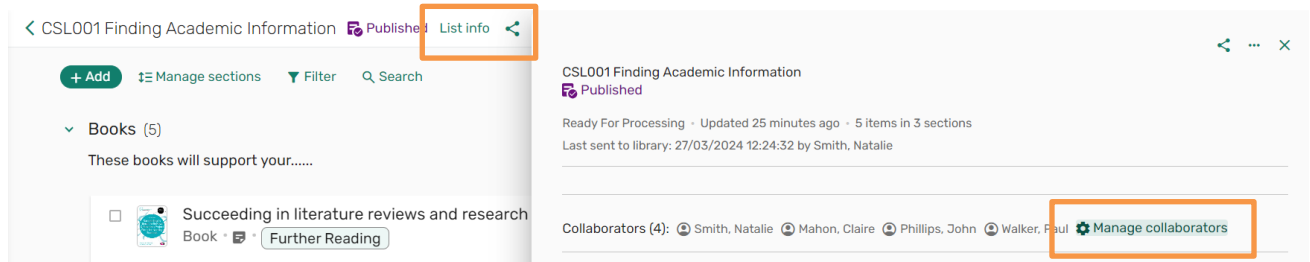 CSL001 Finding Academic Information Published List info
+ Add Manage sections Filter Search
Books (5)
These books will support your......
Succeeding in literature reviews and research
Book Further Reading
CSL001 Finding Academic Information
Published
Ready For Processing • Updated 25 minutes ago • 5 items in 3 sections
Last sent to library: 27/03/2024 12:24:32 by Smith, Natalie
Collaborators (4): Smith, Natalie Mahon, Claire Phillips, John Walker, Paul Manage collaborators